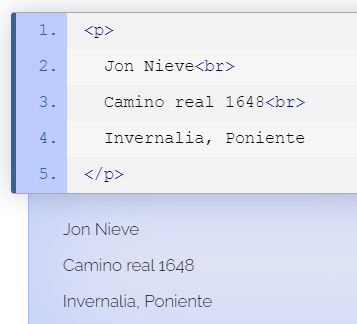 1. <p>
2. Jon Nieve<br>
3. Camino real 1648<br>
4. Invernalia, Poniente
5. </p>
Jon Nieve
Camino real 1648
Invernalia, Poniente